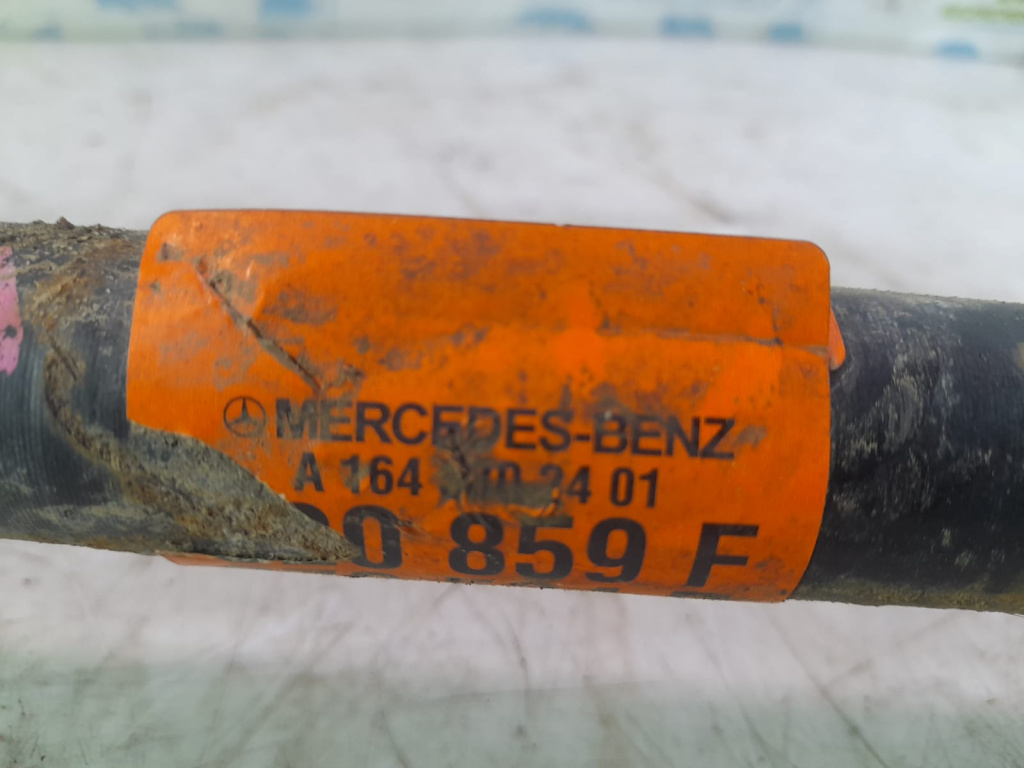 MERCEDES-BENZ
A 164 24 01
859 F